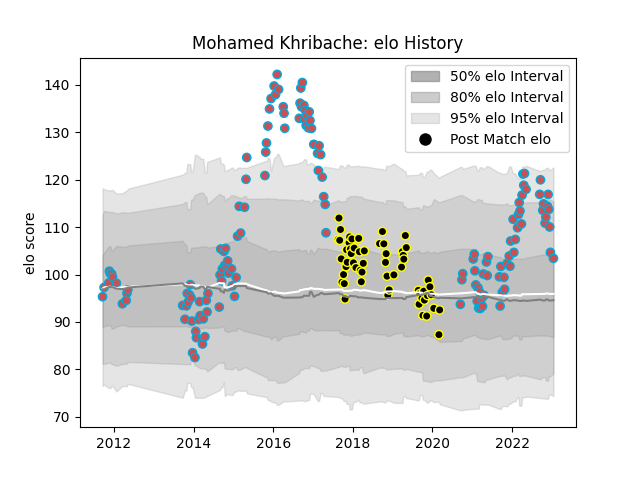 Mohamed Khribache: elo History
50% elo Interval
80% elo Interval
95% elo Interval
Post Match elo
elo score
140
130
120
110
100
90
80
70
2012 2014 2016 2018 2020 2022